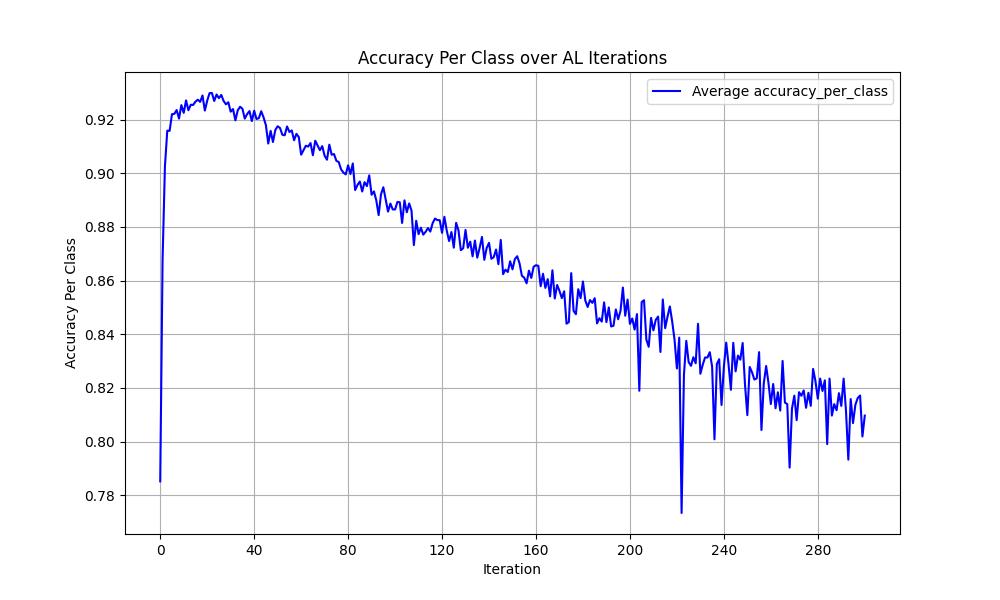 Accuracy Per Class over AL Iterations
Average accuracy_per_class
Accuracy Per Class
0.92
0.90
0.88
0.86
0.84
0.82
0.80
0.78
0 40 80 120 160 200 240 280
Iteration